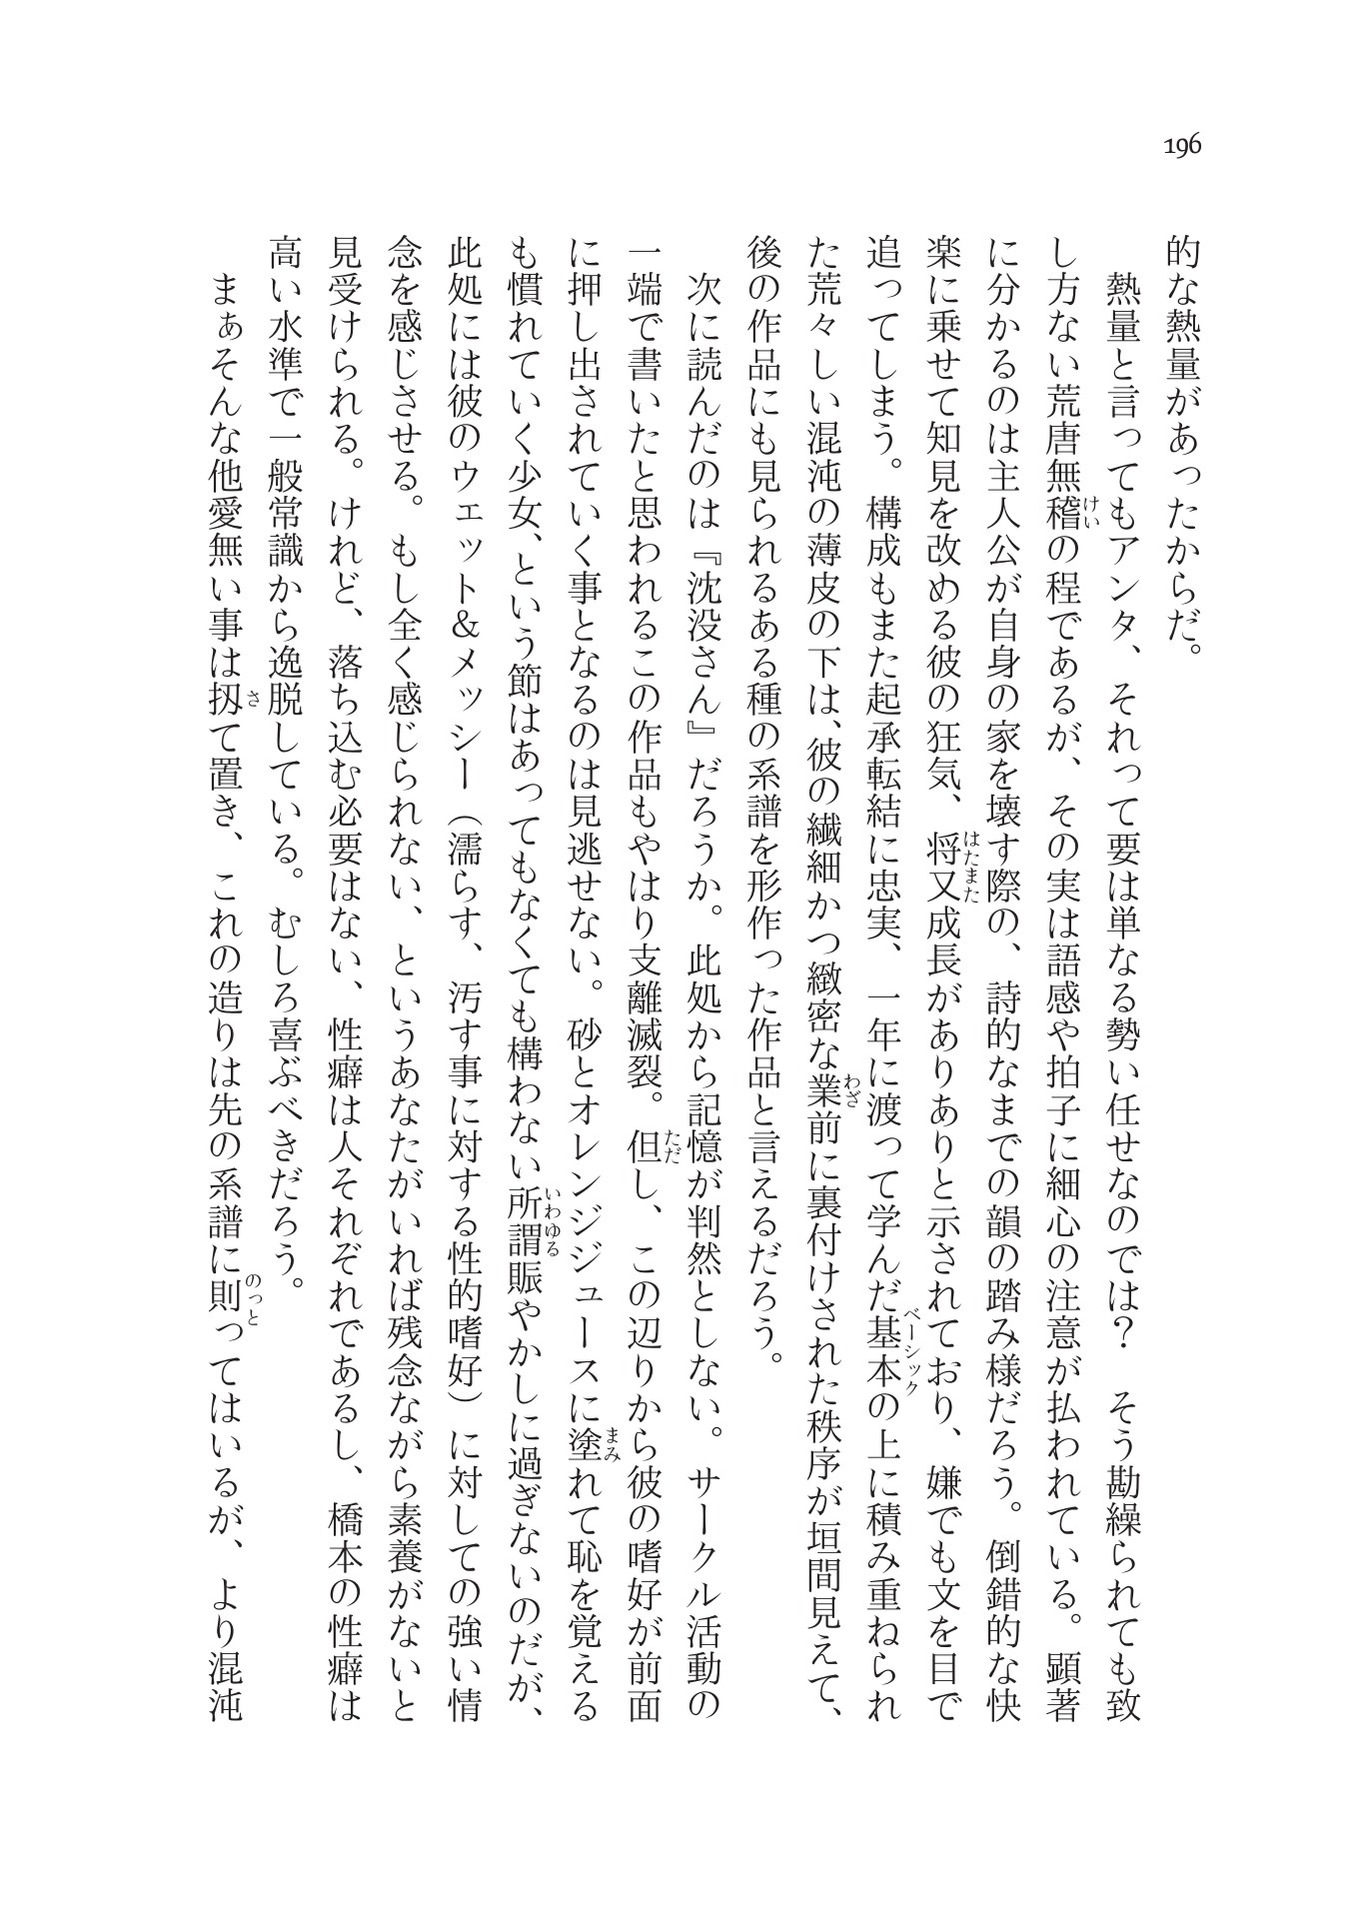 196
的な熱量があったからだ。
熱量と言ってもアンタ、それって要は単なる勢い任せなのでは？　そう勘繰られても致
し方ない荒唐無稽の程であるが、その実は語感や拍子に細心の注意が払われている。顕著
に分かるのは主人公が自身の家を壊す際の、詩的なまでの韻の踏み様だろう。倒錯的な快
楽に乗せて知見を改める彼の狂気、将又成長がありありと示されており、嫌でも文を目で
追ってしまう。構成もまた起承転結に忠実、一年に渡って学んだ基本の上に積み重ねられ
た荒々しい混沌の薄皮の下は、彼の繊細かつ緻密な業前に裏付けされた秩序が垣間見えて、
後の作品にも見られるある種の系譜を形作った作品と言えるだろう。
次に読んだのは『沈没さん』だろうか。此処から記憶が判然としない。サークル活動の
一端で書いたと思われるこの作品もやはり支離滅裂。但し、この辺りから彼の嗜好が前面
に押し出されていく事となるのは見逃せない。砂とオレンジジュースに塗れて恥を覚える
も慣れていく少女、という節はあってもなくても構わない所謂賑やかしに過ぎないのだが、
此処には彼のウェット＆メッシー（濡らす、汚す事に対する性的嗜好）に対しての強い情
念を感じさせる。もし全く感じられない、というあなたがいれば残念ながら素養がないと
見受けられる。けれど、落ち込む必要はない、性癖は人それぞれであるし、橋本の性癖は
高い水準で一般常識から逸脱している。むしろ喜ぶべきだろう。
まぁそんな他愛無い事は扨て置き、これの造りは先の系譜に則ってはいるが、より混沌
けい
はたまた
ベーシック
わざ
ただ
まみ
いわゆる
さ
のっと